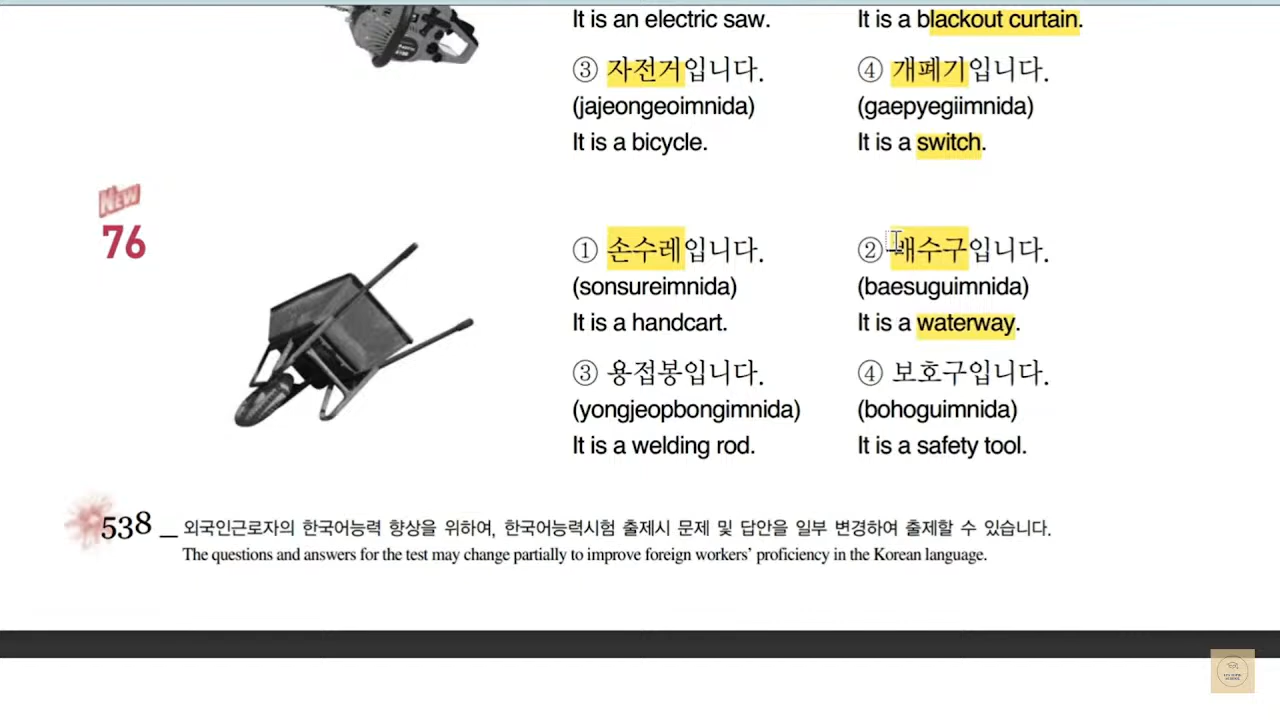 It is an electric saw.
It is a blackout curtain.
③ 자전거입니다.
(jajeongeoimnida)
It is a bicycle.
④ 개폐기입니다.
(gaepyegiimnida)
It is a switch.
New
76
① 손수레입니다.
(sonsureimnida)
It is a handcart.
② 배수구입니다.
(baesuguimnida)
It is a waterway.
③ 용접봉입니다.
(yongjeopbongimnida)
It is a welding rod.
④ 보호구입니다.
(bohoguimnida)
It is a safety tool.
538 _ 외국인근로자의 한국어능력 향상을 위하여, 한국어능력시험 출제시 문제 및 답안을 일부 변경하여 출제할 수 있습니다.
The questions and answers for the test may change partially to improve foreign workers' proficiency in the Korean language.